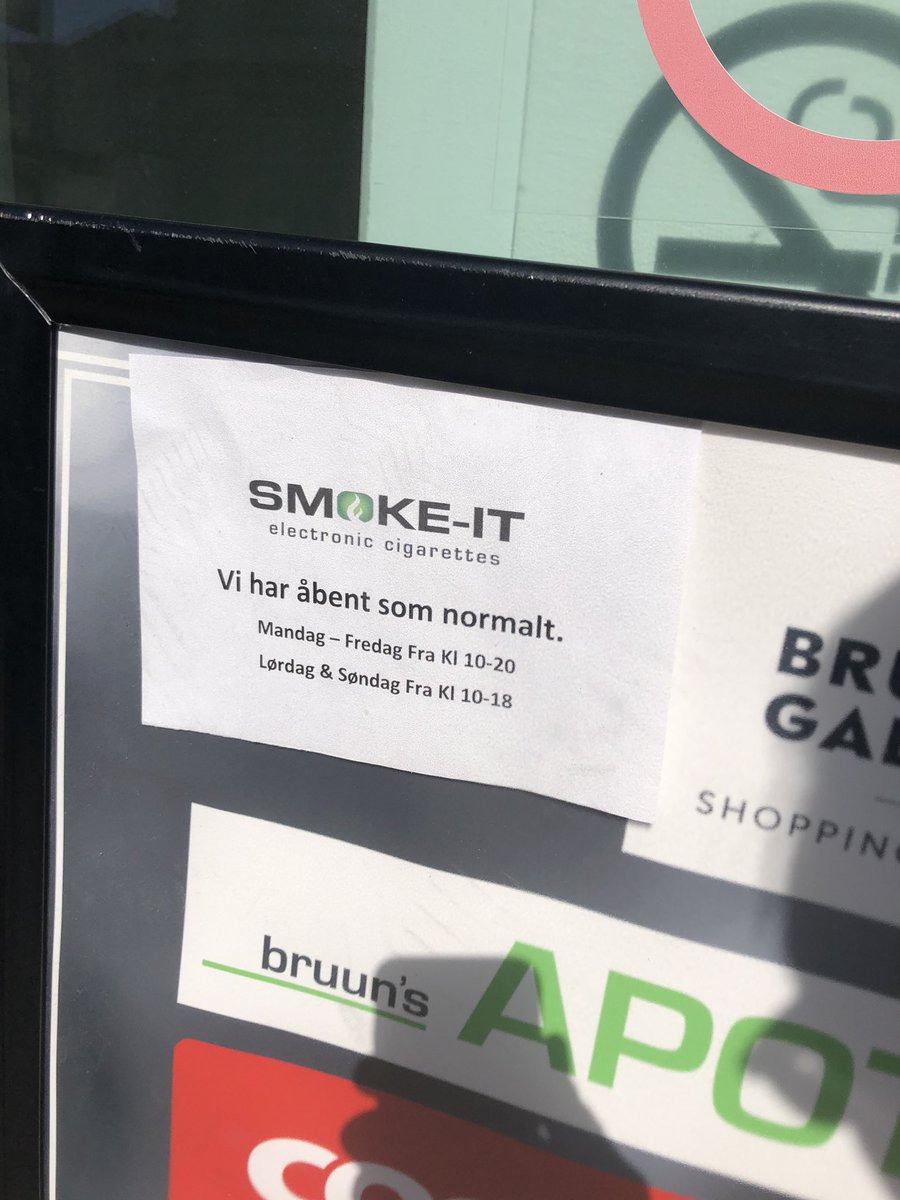 SMOKE-IT
electronic cigarettes
Vi har åbent som normalt.
Mandag – Fredag Fra Kl 10-20
Lørdag & Søndag Fra Kl 10-18
SHOPPING
bruun's